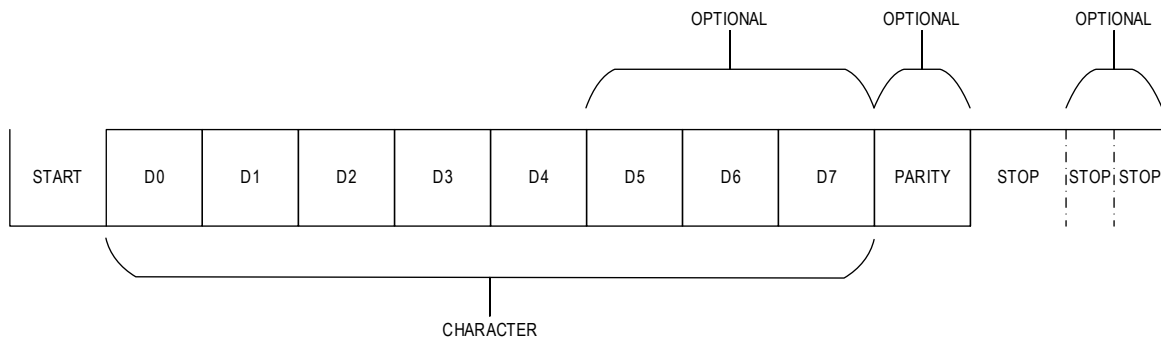 OPTIONAL OPTIONAL OPTIONAL
START D0 D1 D2 D3 D4 D5 D6 D7 PARITY STOP STOP STOP
CHARACTER